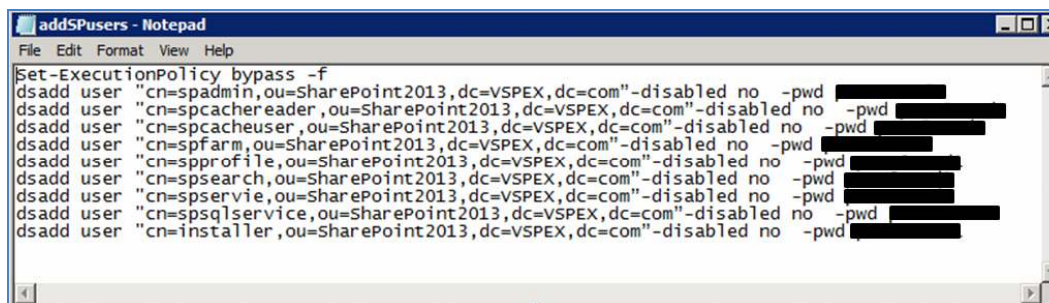 addSPusers - Notepad
File Edit Format View Help
Set-ExecutionPolicy bypass -f
dsadd user "cn=spadmin,ou=SharePoint2013,dc=VSPEX,dc=com"-disabled no -pwd
dsadd user "cn=spcachereader,ou=SharePoint2013,dc=VSPEX,dc=com"-disabled no -pwd
dsadd user "cn=spcacheuser,ou=SharePoint2013,dc=VSPEX,dc=com"-disabled no -pwd
dsadd user "cn=spfarm,ou=SharePoint2013,dc=VSPEX,dc=com"-disabled no -pwd
dsadd user "cn=spprofile,ou=SharePoint2013,dc=VSPEX,dc=com"-disabled no -pwd
dsadd user "cn=spsearch,ou=SharePoint2013,dc=VSPEX,dc=com"-disabled no -pwd
dsadd user "cn=spservie,ou=SharePoint2013,dc=VSPEX,dc=com"-disabled no -pwd
dsadd user "cn=spsqlservice,ou=SharePoint2013,dc=VSPEX,dc=com"-disabled no -pwd
dsadd user "cn=installer,ou=SharePoint2013,dc=VSPEX,dc=com"-disabled no -pwd